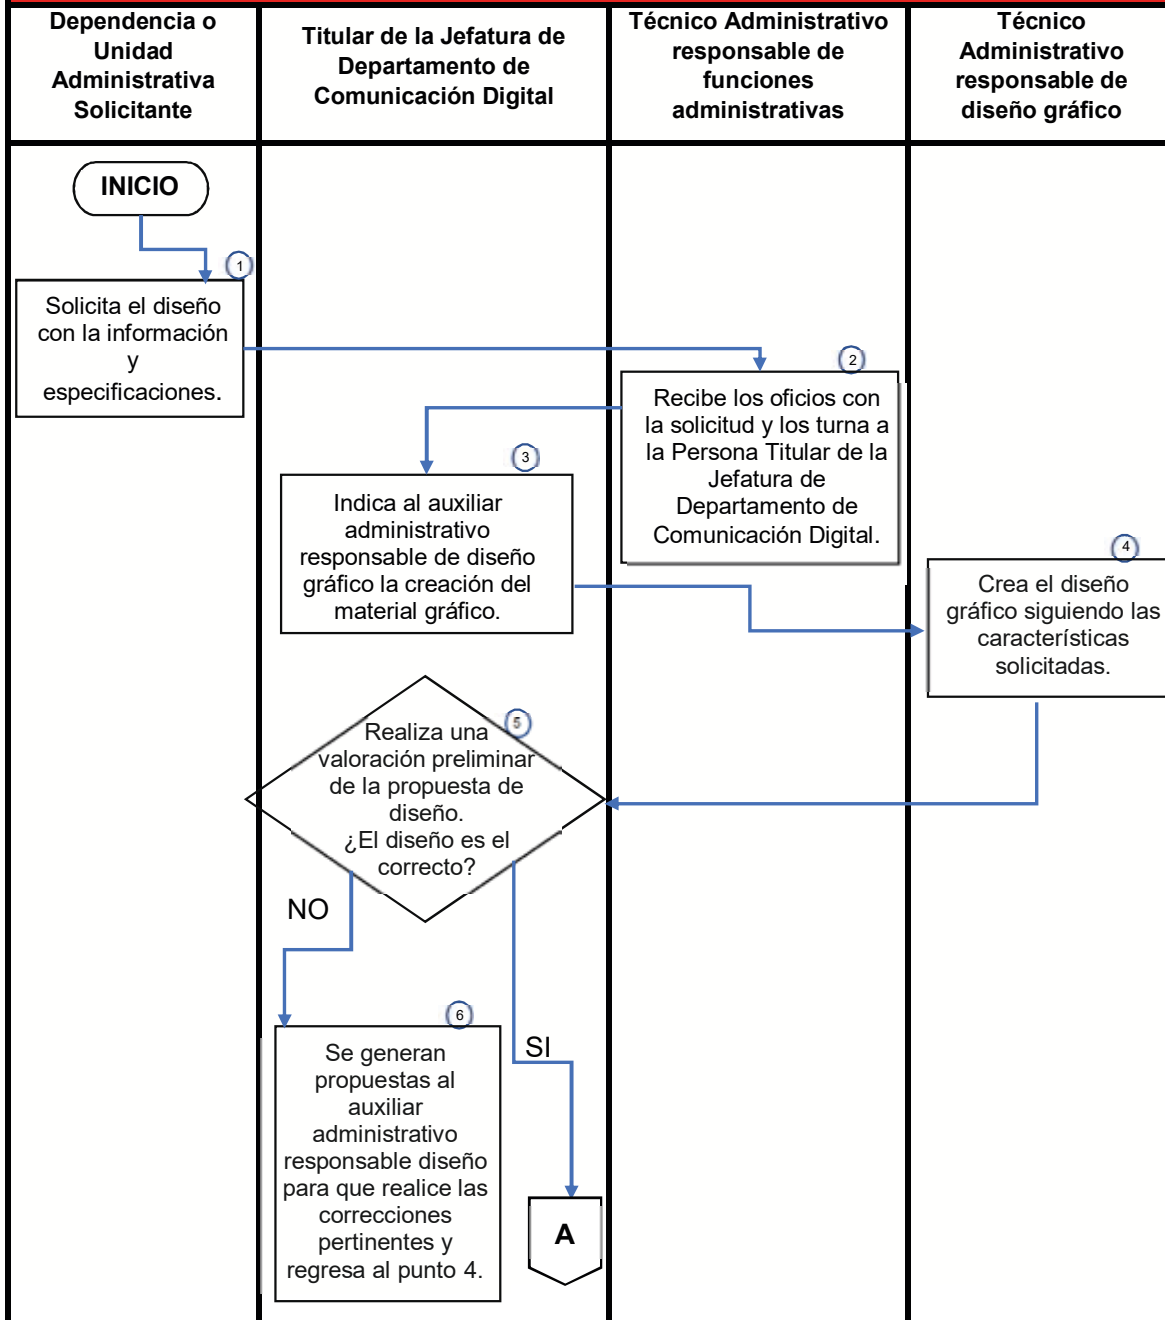 Dependencia o
Unidad
Administrativa
Solicitante
Titular de la Jefatura de
Departamento de
Comunicación Digital
Técnico Administrativo
responsable de
funciones
administrativas
Técnico
Administrativo
responsable de
diseño gráfico
INICIO
1
Solicita el diseño
con la información
y
especificaciones.
2
Recibe los oficios con
la solicitud y los turna a
la Persona Titular de la
Jefatura de
Departamento de
Comunicación Digital.
3
Indica al auxiliar
administrativo
responsable de diseño
gráfico la creación del
material gráfico.
4
Crea el diseño
gráfico siguiendo las
características
solicitadas.
5
Realiza una
valoración preliminar
de la propuesta de
diseño.
¿El diseño es el
correcto?
NO
SI
6
Se generan
propuestas al
auxiliar
administrativo
responsable diseño
para que realice las
correcciones
pertinentes y
regresa al punto 4.
A